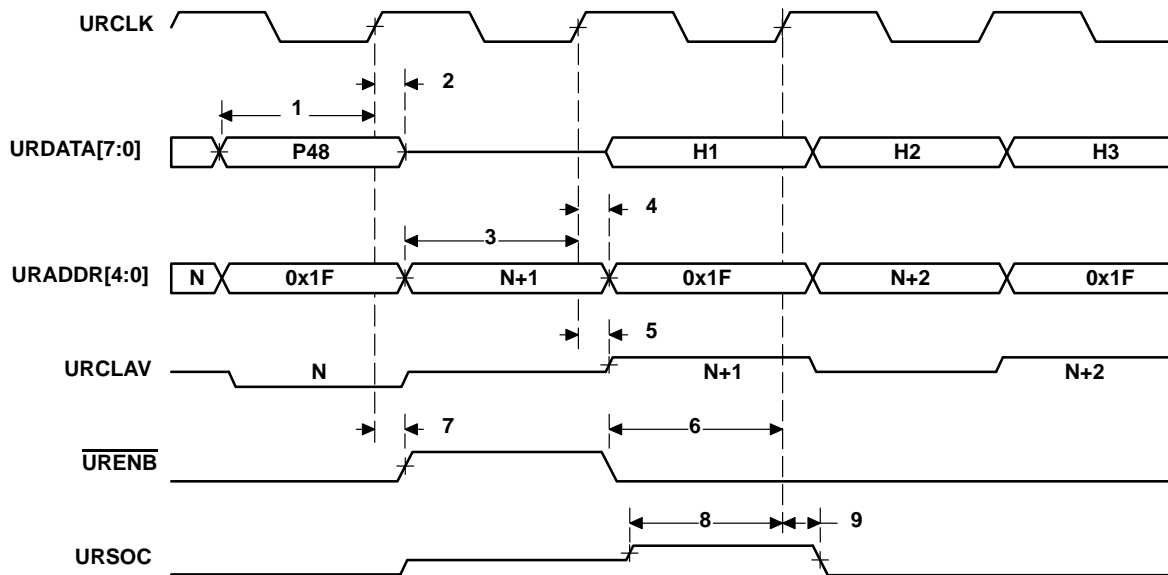 URCLK
2
1
URDATA[7:0] P48 H1 H2 H3
4
3
URADDR[4:0] N 0x1F N+1 0x1F N+2 0x1F
5
URCLAV N N+1 N+2
7 6
URENB
8 9
URSOC